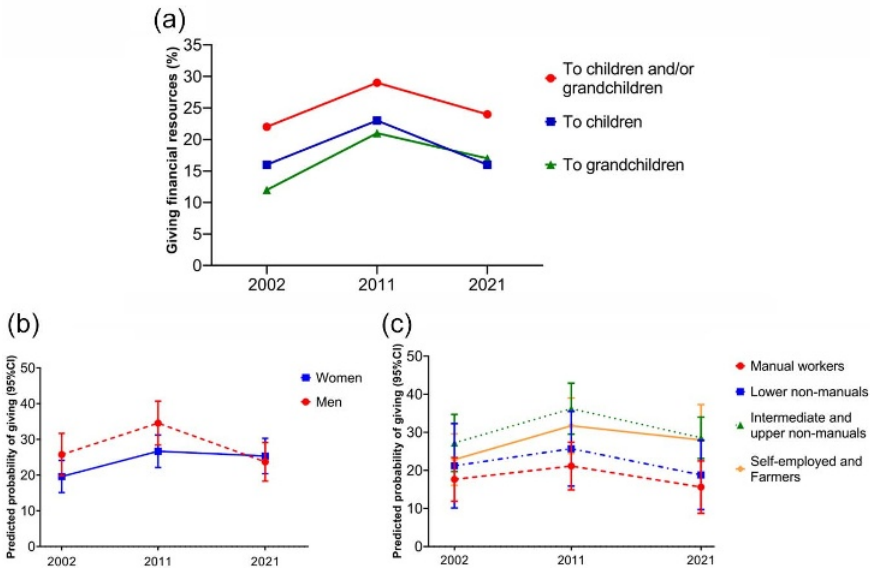 (a)
Giving financial resources (%)
35
30
25
20
15
10
5
0
2002
2011
2021
To children and/or
grandchildren
To children
To grandchildren
(b)
Predicted probability of giving (95%CI)
50
40
30
20
10
0
2002
2011
2021
Women
Men
(c)
Predicted probability of giving (95%CI)
50
40
30
20
10
0
2002
2011
2021
Manual workers
Lower non-manuals
Intermediate and
upper non-manuals
Self-employed and
Farmers